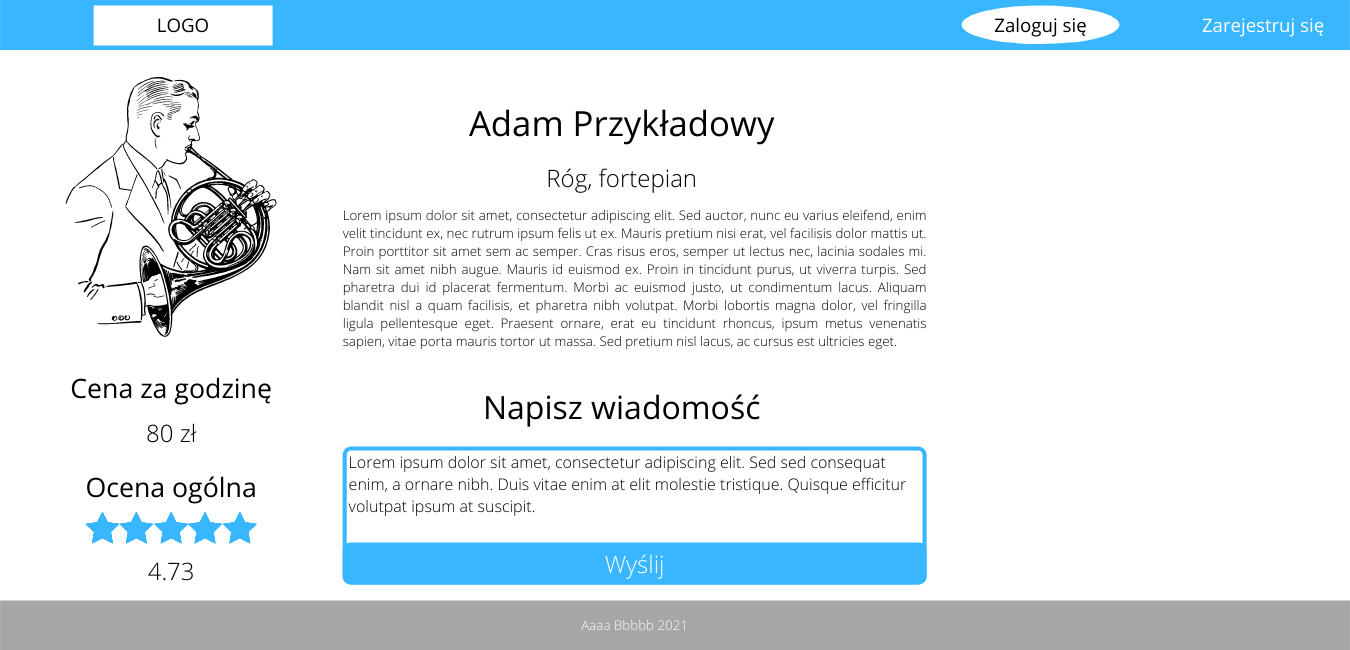 LOGO
Zaloguj się
Zarejestruj się
Adam Przykładowy
Róg, fortepian
Lorem ipsum dolor sit amet, consectetur adipiscing elit. Sed auctor, nunc eu varius eleifend, enim
velit tincidunt ex, nec rutrum ipsum felis ut ex. Mauris pretium nisi erat, vel facilisis dolor mattis ut.
Proin porttitor sit amet sem ac semper. Cras risus eros, semper ut lectus nec, lacinia sodales mi.
Nam sit amet nibh augue. Mauris id euismod ex. Proin in tincidunt purus, ut viverra turpis. Sed
pharetra dui id placerat fermentum. Morbi ac euismod justo, ut condimentum lacus. Aliquam
blandit nisl a quam facilisis, et pharetra nibh volutpat. Morbi lobortis magna dolor, vel fringilla
ligula pellentesque eget. Praesent ornare, erat eu tincidunt rhoncus, ipsum metus venenatis
sapien, vitae porta mauris tortor ut massa. Sed pretium nisl lacus, ac cursus est ultricies eget.
Cena za godzinę
80 zł
Ocena ogólna
4.73
Napisz wiadomość
Lorem ipsum dolor sit amet, consectetur adipiscing elit. Sed sed consequat
enim, a ornare nibh. Duis vitae enim at elit molestie tristique. Quisque efficitur
volutpat ipsum at suscipit.
Wyślij
Aaaa Bbbbb 2021